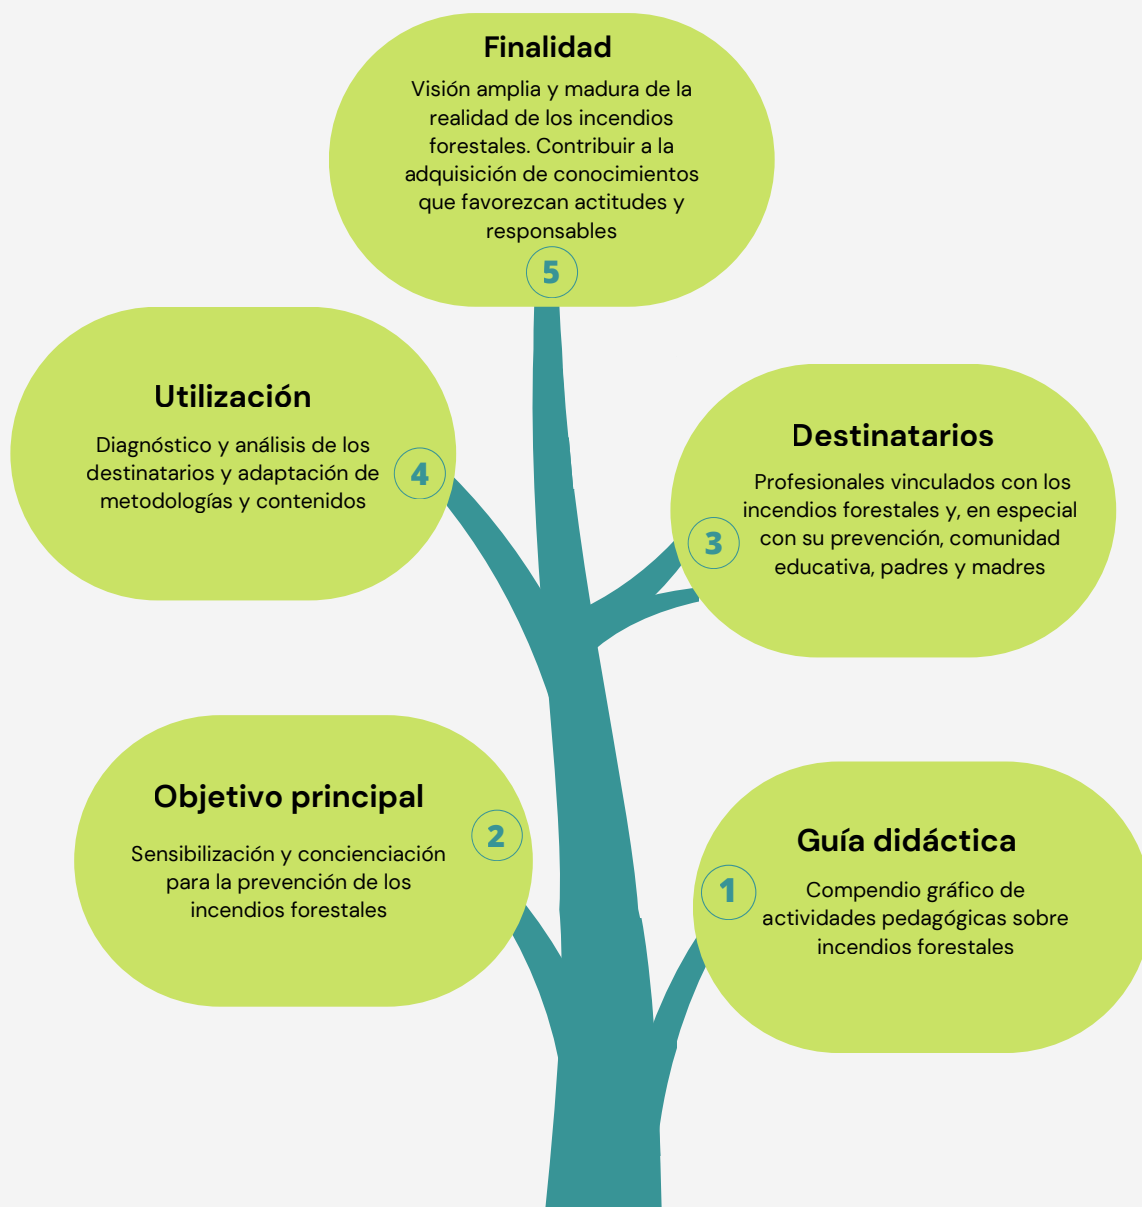 Finalidad
Visión amplia y madura de la
realidad de los incendios
forestales. Contribuir a la
adquisición de conocimientos
que favorezcan actitudes y
responsables
5
Utilización
Diagnóstico y análisis de los
destinatarios y adaptación de
metodologías y contenidos
4
Destinatarios
Profesionales vinculados con los
incendios forestales y, en especial
con su prevención, comunidad
educativa, padres y madres
3
Objetivo principal
Sensibilización y concienciación
para la prevención de los
incendios forestales
2
Guía didáctica
Compendio gráfico de
actividades pedagógicas sobre
incendios forestales
1